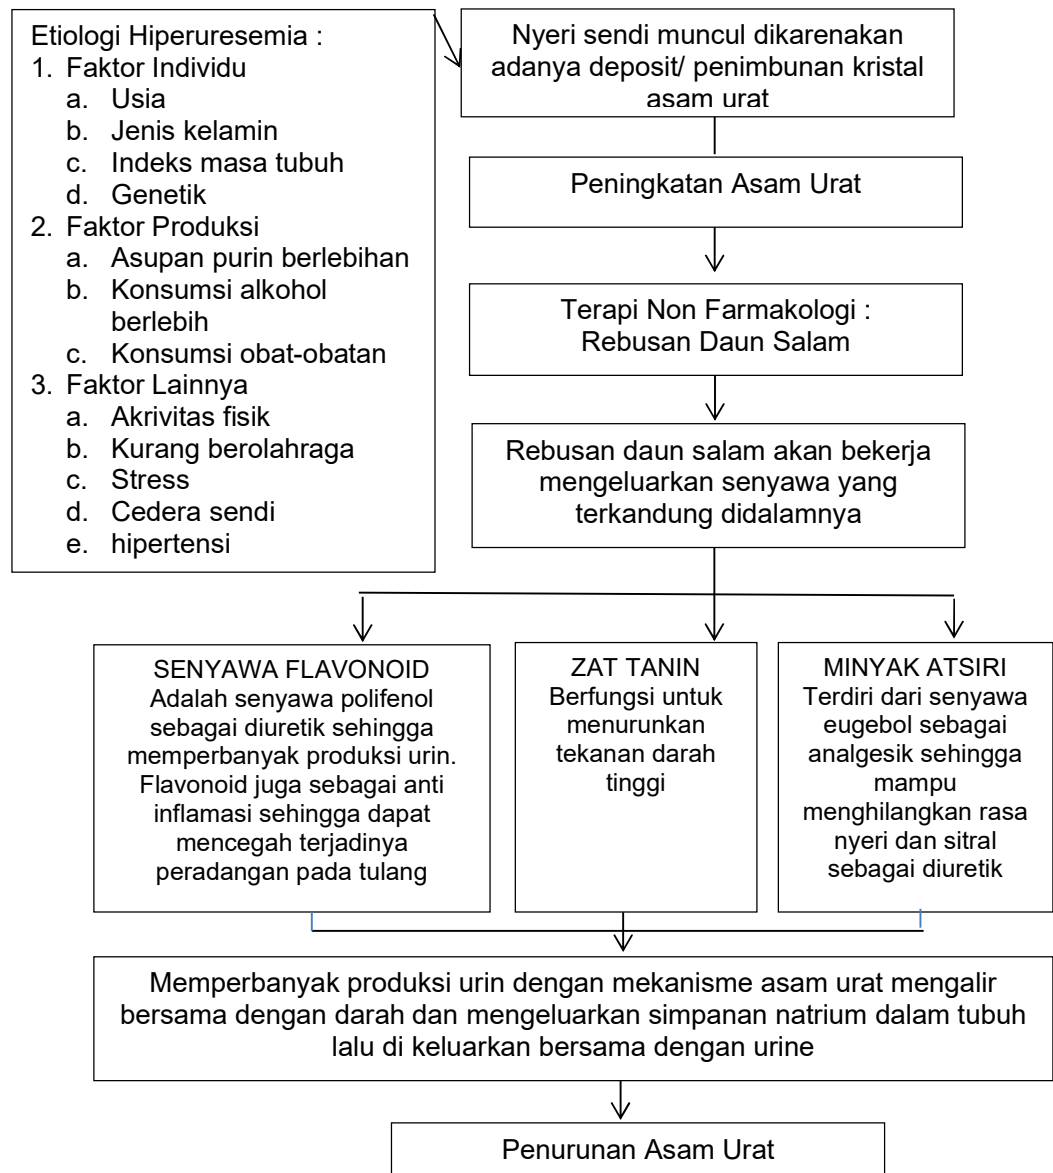 Etiologi Hiperuresemia :
1. Faktor Individu
a. Usia
b. Jenis kelamin
c. Indeks masa tubuh
d. Genetik
2. Faktor Produksi
a. Asupan purin berlebihan
b. Konsumsi alkohol
berlebih
c. Konsumsi obat-obatan
3. Faktor Lainnya
a. Akrivitas fisik
b. Kurang berolahraga
c. Stress
d. Cedera sendi
e. hipertensi
Nyeri sendi muncul dikarenakan
adanya deposit/ penimbunan kristal
asam urat
Peningkatan Asam Urat
Terapi Non Farmakologi :
Rebusan Daun Salam
Rebusan daun salam akan bekerja
mengeluarkan senyawa yang
terkandung didalamnya
SENYAWA FLAVONOID
Adalah senyawa polifenol
sebagai diuretik sehingga
memperbanyak produksi urin.
Flavonoid juga sebagai anti
inflamasi sehingga dapat
mencegah terjadinya
peradangan pada tulang
ZAT TANIN
Berfungsi untuk
menurunkan
tekanan darah
tinggi
MINYAK ATSIRI
Terdiri dari senyawa
eugebol sebagai
analgesik sehingga
mampu
menghilangkan rasa
nyeri dan sitral
sebagai diuretik
Memperbanyak produksi urin dengan mekanisme asam urat mengalir
bersama dengan darah dan mengeluarkan simpanan natrium dalam tubuh
lalu di keluarkan bersama dengan urine
Penurunan Asam Urat